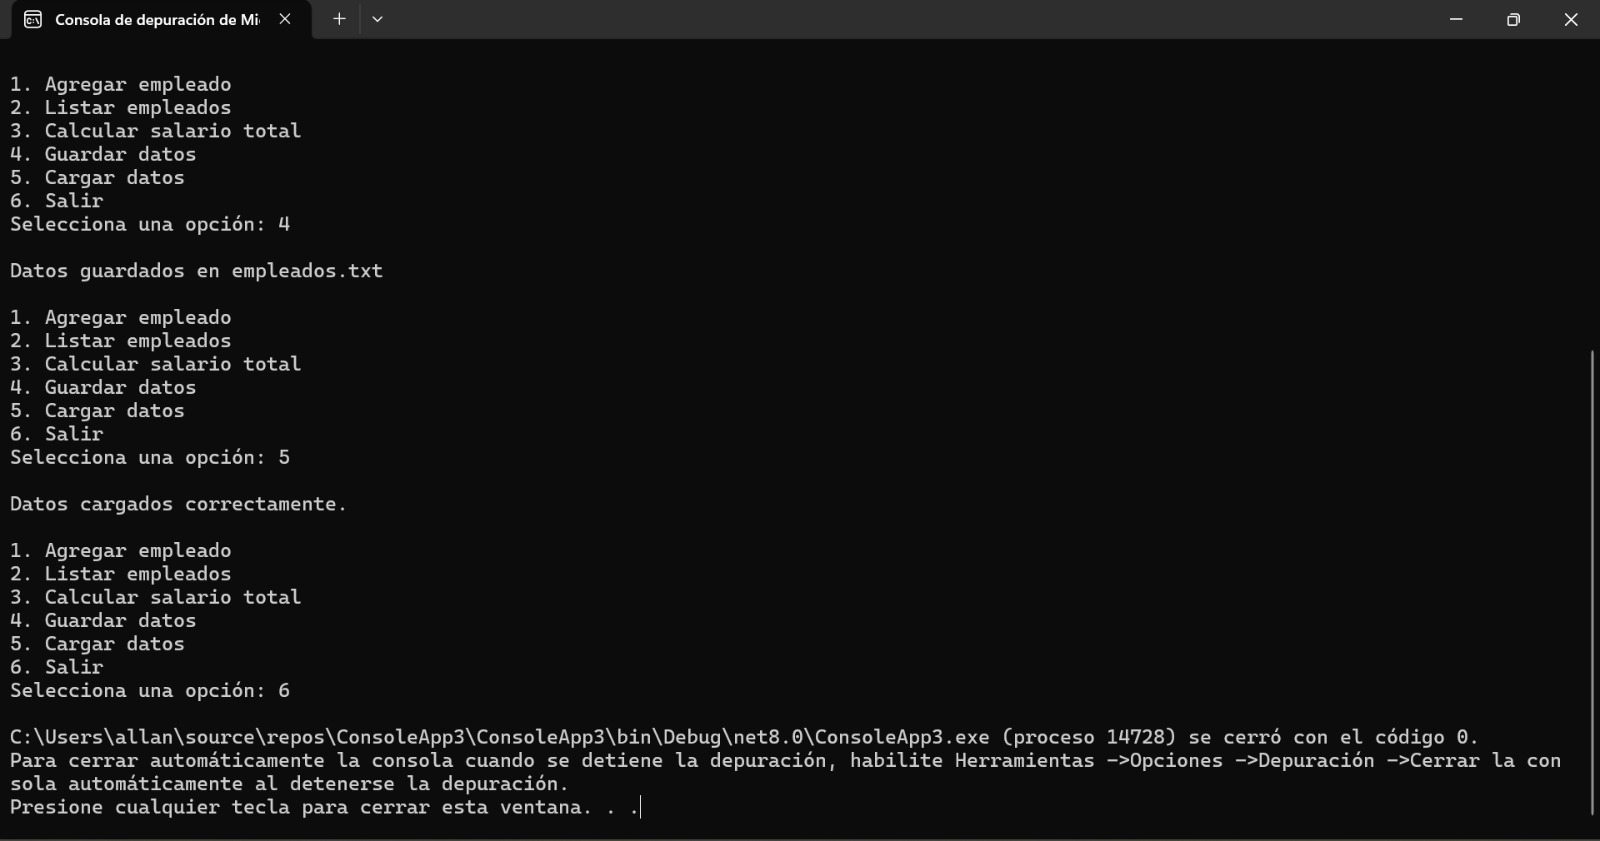 Consola de depuración de Mi
1. Agregar empleado
2. Listar empleados
3. Calcular salario total
4. Guardar datos
5. Cargar datos
6. Salir
Selecciona una opción: 4
Datos guardados en empleados.txt
1. Agregar empleado
2. Listar empleados
3. Calcular salario total
4. Guardar datos
5. Cargar datos
6. Salir
Selecciona una opción: 5
Datos cargados correctamente.
1. Agregar empleado
2. Listar empleados
3. Calcular salario total
4. Guardar datos
5. Cargar datos
6. Salir
Selecciona una opción: 6
C:\Users\allan\source\repos\ConsoleApp3\ConsoleApp3\bin\Debug\net8.0\ConsoleApp3.exe (proceso 14728) se cerró con el código 0.
Para cerrar automáticamente la consola cuando se detiene la depuración, habilite Herramientas ->Opciones ->Depuración ->Cerrar la con
sola automáticamente al detenerse la depuración.
Presione cualquier tecla para cerrar esta ventana. . .